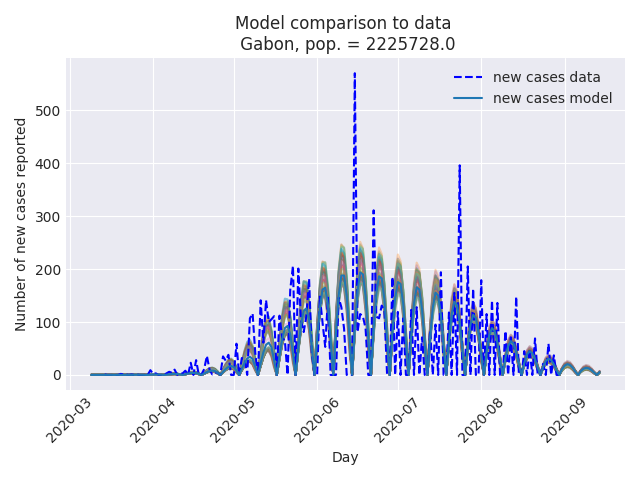 Model comparison to data
Gabon, pop. = 2225728.0
new cases data
new cases model
Number of new cases reported
500
400
300
200
100
0
2020-03
2020-04
2020-05
2020-06
2020-07
2020-08
2020-09
Day